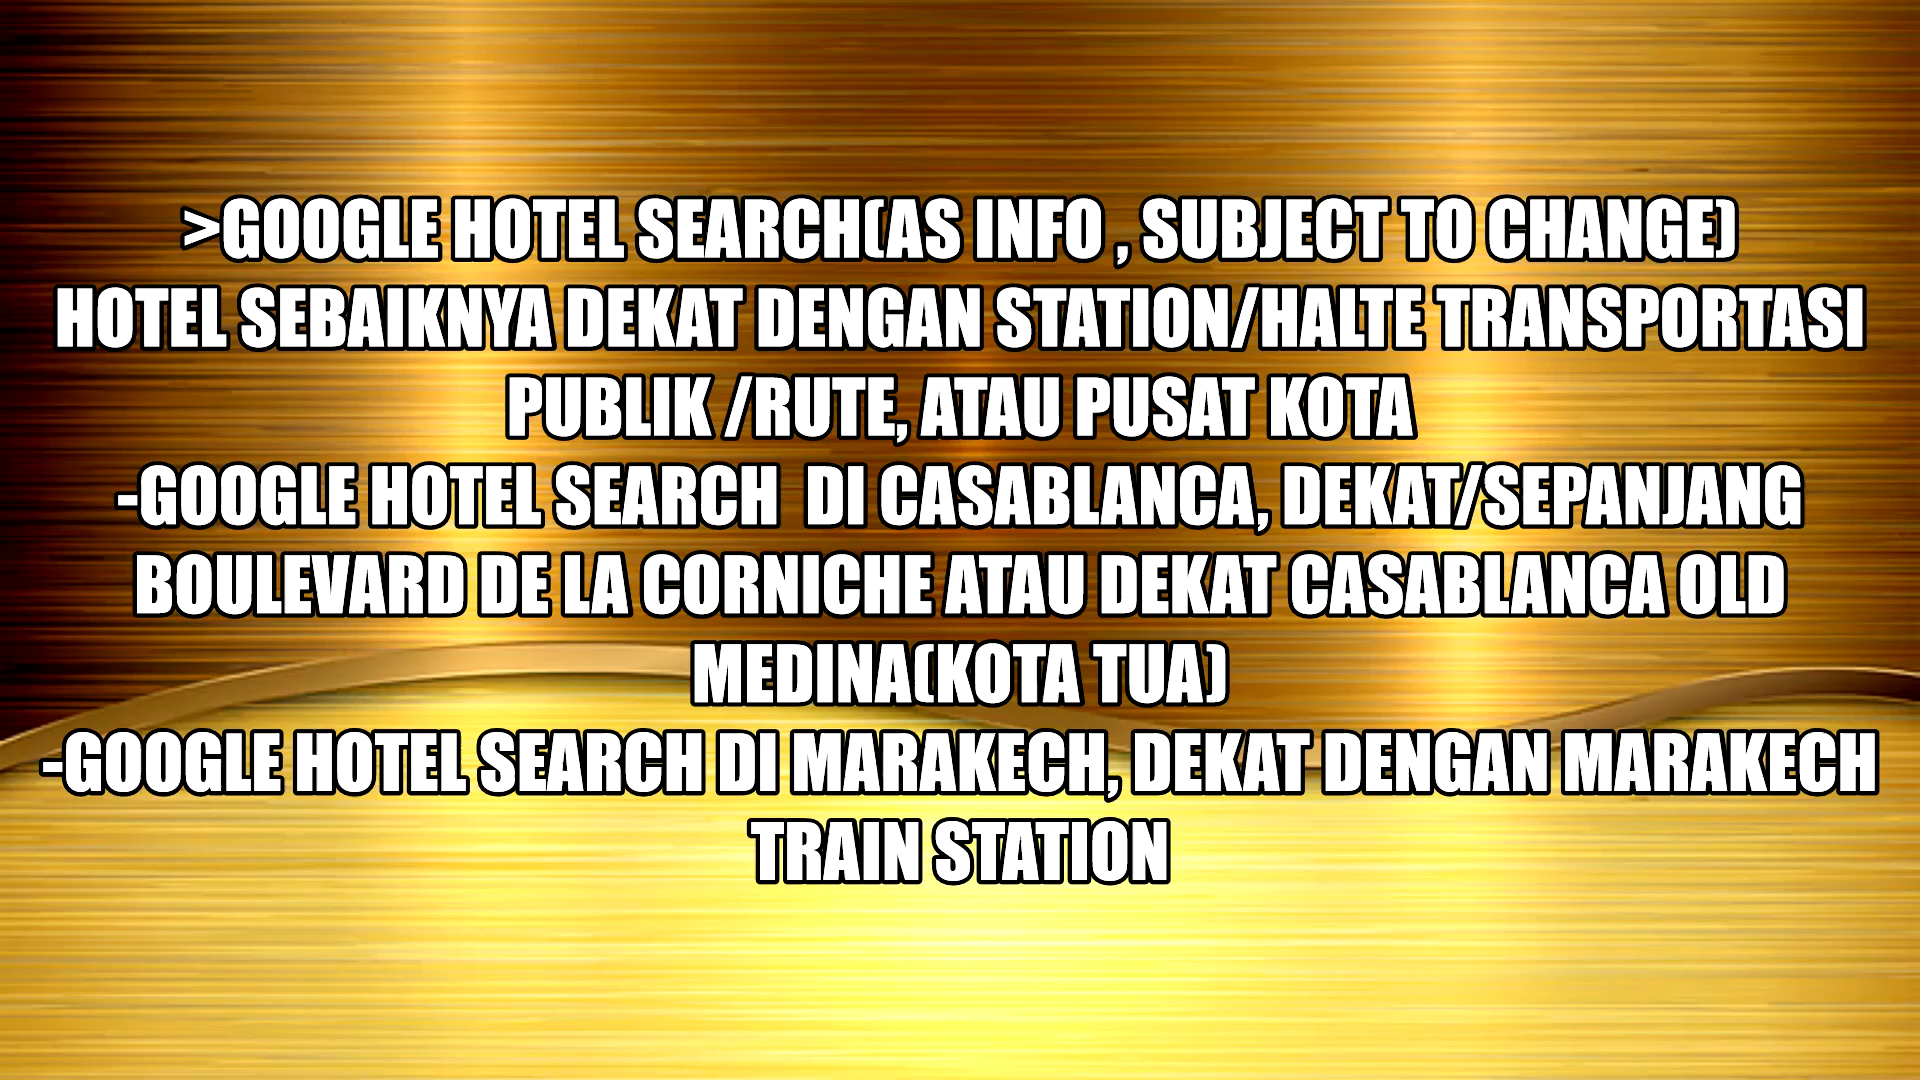 >GOOGLE HOTEL SEARCH(AS INFO , SUBJECT TO CHANGE)
HOTEL SEBAIKNYA DEKAT DENGAN STATION/HALTE TRANSPORTASI
PUBLIK /RUTE, ATAU PUSAT KOTA
-GOOGLE HOTEL SEARCH  DI CASABLANCA, DEKAT/SEPANJANG
BOULEVARD DE LA CORNICHE ATAU DEKAT CASABLANCA OLD
MEDINA(KOTA TUA)
-GOOGLE HOTEL SEARCH DI MARAKECH, DEKAT DENGAN MARAKECH
TRAIN STATION